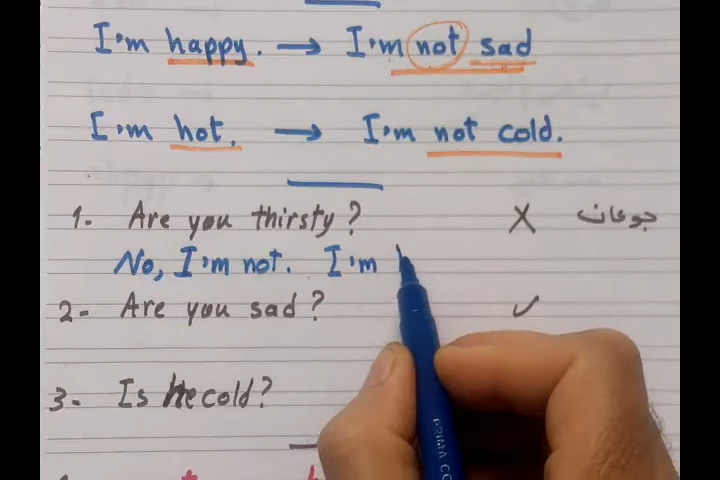 I'm happy. → I'm not sad
I'm hot. → I'm not cold.
1. Are you thirsty? X جوعان
No, I'm not. I'm
2- Are you sad? ✓
3- Is he cold?